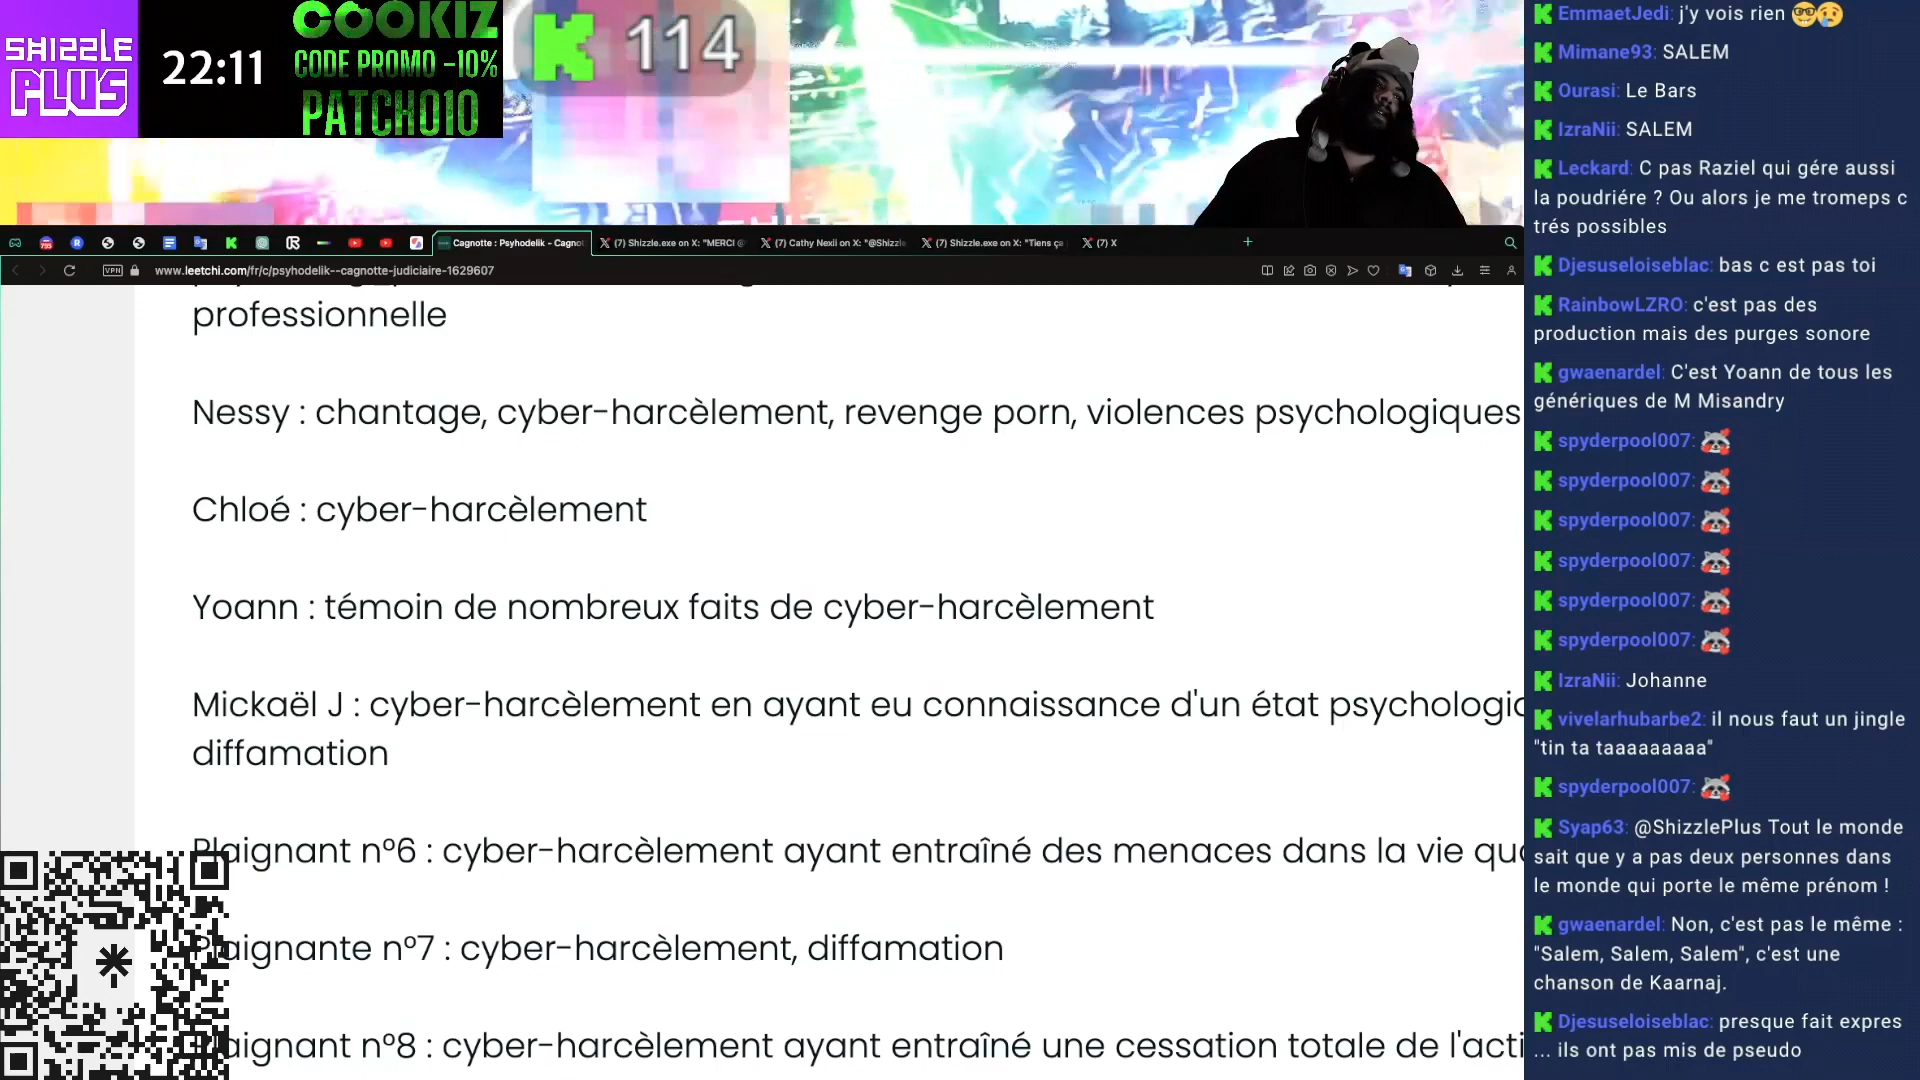 SHIZZLE
PLUS
22:11
COOKIZ
CODE PROMO -10%
PATCHO10
114
Cagnotte : Psyhodelik - Cagno
(7) Shizzle.exe on X: "MERCI @
(7) Cathy Nexii on X: "@Shizzle
(7) Shizzle.exe on X: "Tiens ça
(7) X
VPN
www.leetchi.com/fr/c/psyhodelik--cagnotte-judiciaire-1629607
professionnelle
Nessy : chantage, cyber-harcèlement, revenge porn, violences psychologiques
Chloé : cyber-harcèlement
Yoann : témoin de nombreux faits de cyber-harcèlement
Mickaël J : cyber-harcèlement en ayant eu connaissance d'un état psychologiq
diffamation
Plaignant n°6 : cyber-harcèlement ayant entraîné des menaces dans la vie quo
Plaignante n°7 : cyber-harcèlement, diffamation
Plaignant n°8 : cyber-harcèlement ayant entraîné une cessation totale de l'acti
EmmaetJedi: j'y vois rien 🤓😢
Mimane93: SALEM
Ourasi: Le Bars
IzraNii: SALEM
Leckard: C pas Raziel qui gére aussi
la poudriére ? Ou alors je me tromeps c
trés possibles
Djesuseloiseblac: bas c est pas toi
RainbowLZRO: c'est pas des
production mais des purges sonore
gwaenardel: C'est Yoann de tous les
génériques de M Misandry
spyderpool007:
spyderpool007:
spyderpool007:
spyderpool007:
spyderpool007:
spyderpool007:
IzraNii: Johanne
vivelarhubarbe2: il nous faut un jingle
"tin ta taaaaaaaaa"
spyderpool007:
Syap63: @ShizzlePlus Tout le monde
sait que y a pas deux personnes dans
le monde qui porte le même prénom !
gwaenardel: Non, c'est pas le même :
"Salem, Salem, Salem", c'est une
chanson de Kaarnaj.
Djesuseloiseblac: presque fait expres
... ils ont pas mis de pseudo